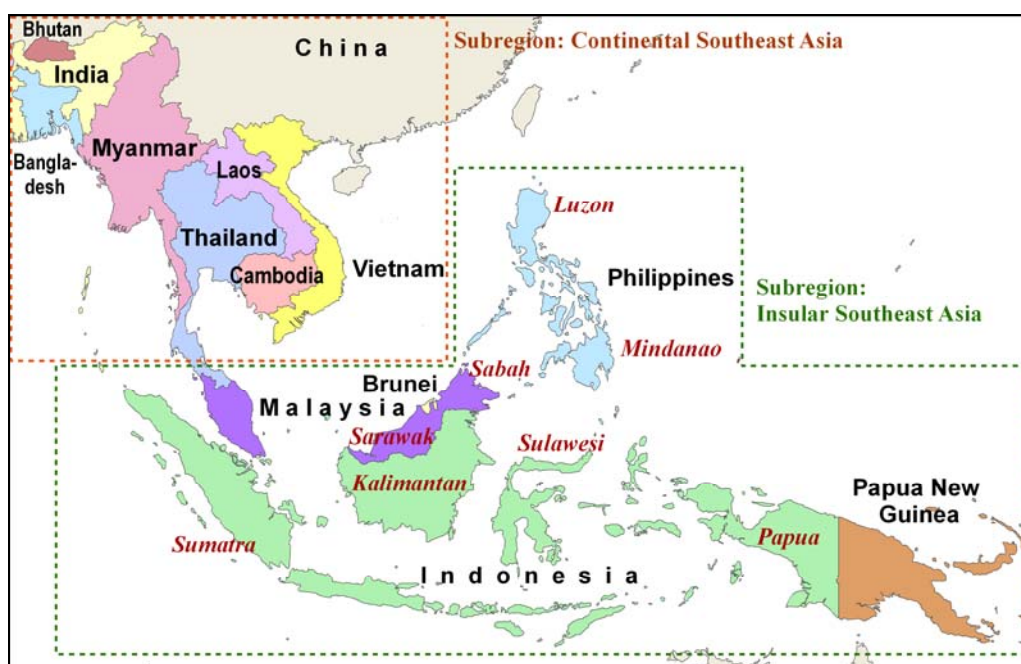 Bhutan
China
Subregion: Continental Southeast Asia
India
Myanmar
Bangla-
desh
Laos
Luzon
Thailand
Cambodia
Vietnam
Philippines
Subregion:
Insular Southeast Asia
Mindanao
Sabah
Brunei
Malaysia
Sarawak
Sulawesi
Kalimantan
Papua New
Guinea
Sumatra
Papua
Indonesia